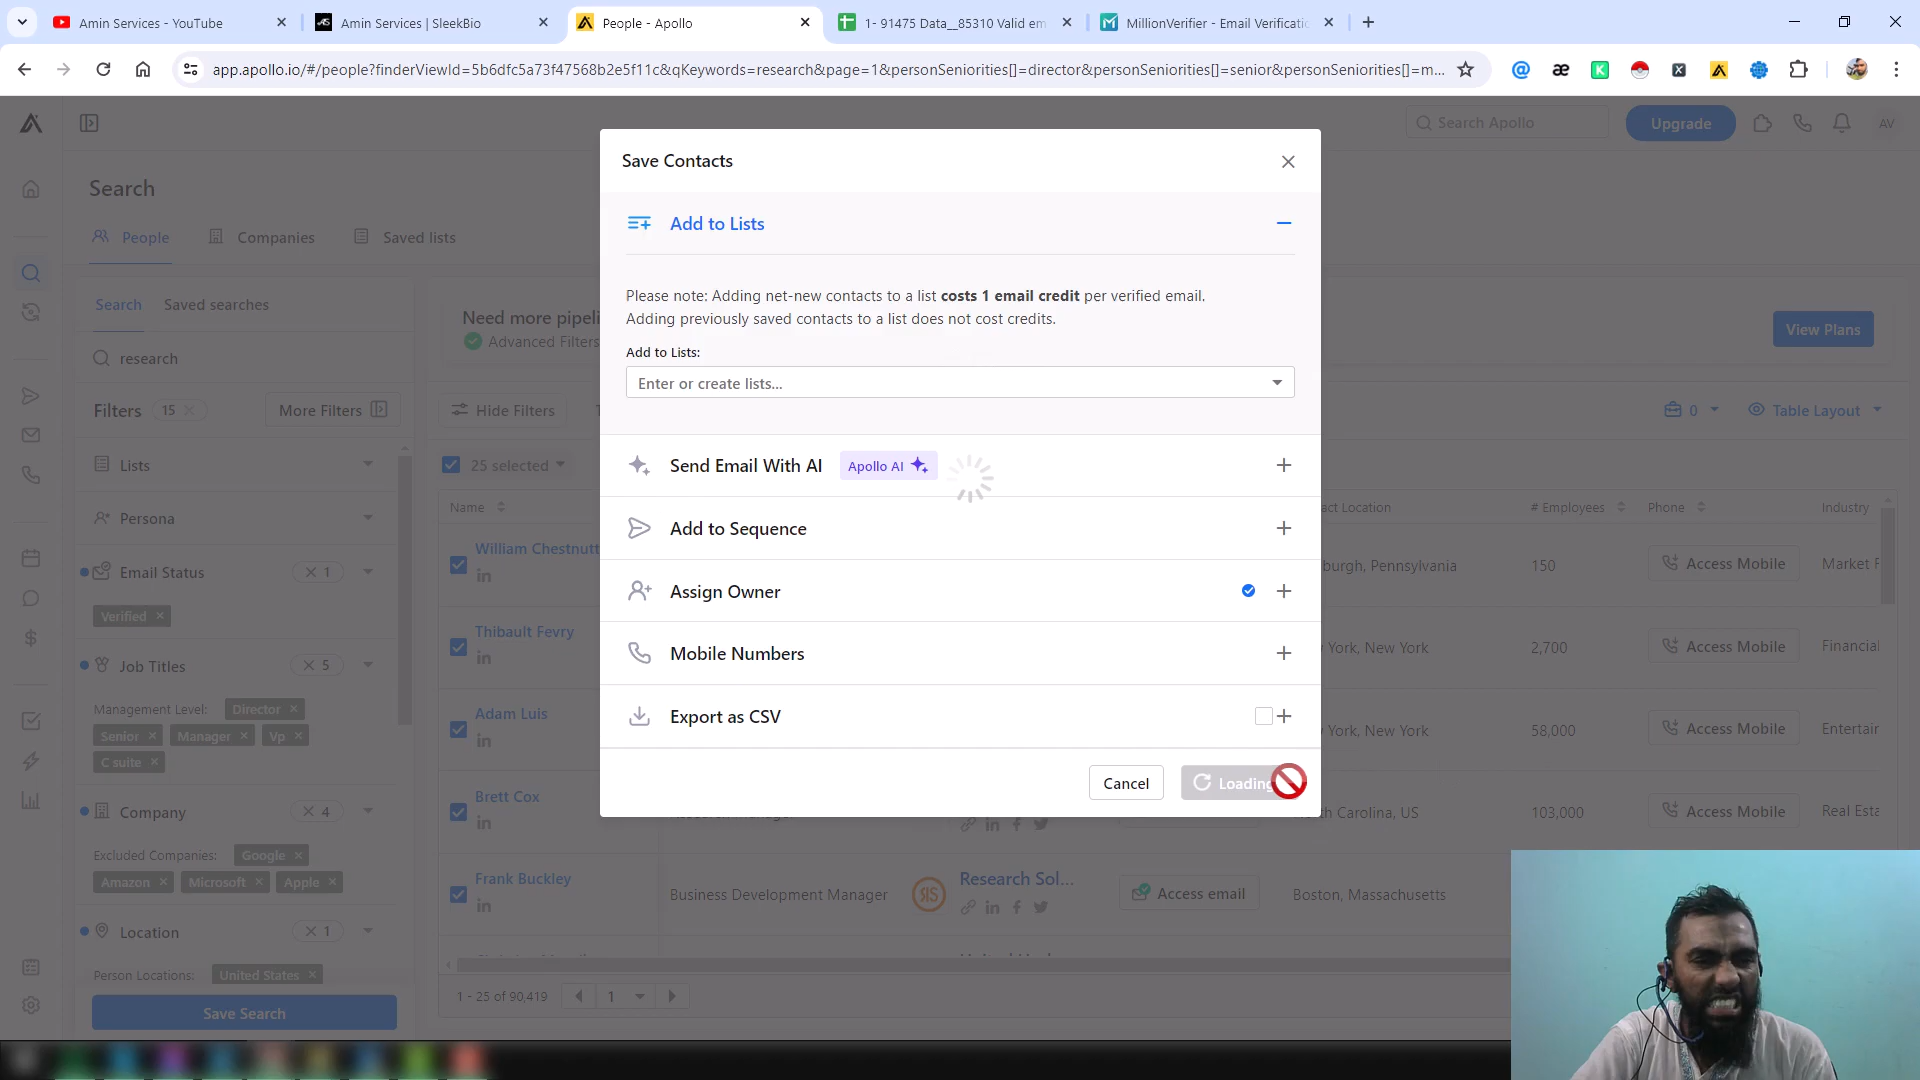 Amin Services - YouTube
Amin Services | SleekBio
People - Apollo
1- 91475 Data__85310 Valid em
MillionVerifier - Email Verificatio
app.apollo.io/#/people?finderViewId=5b6dfc5a73f47568b2e5f11c&qKeywords=research&page=1&personSeniorities[]=director&personSeniorities[]=senior&personSeniorities[]=m...
Search Apollo
Upgrade
AV
Search
People
Companies
Saved lists
Search
Saved searches
research
Filters
15
More Filters
Lists
Persona
Email Status
1
Verified
Job Titles
5
Management Level:
Director
Senior
Manager
Vp
C suite
Company
4
Excluded Companies:
Google
Amazon
Microsoft
Apple
Location
1
Person Locations:
United States
Save Search
Need more pipeli
Advanced Filters
View Plans
Hide Filters
0
Table Layout
25 selected
Name
act Location
# Employees
Phone
Industry
William Chestnutt
burgh, Pennsylvania
150
Access Mobile
Market R
Thibault Fevry
York, New York
2,700
Access Mobile
Financial
Adam Luis
York, New York
58,000
Access Mobile
Entertain
Brett Cox
th Carolina, US
103,000
Access Mobile
Real Esta
Frank Buckley
Business Development Manager
RS
Research Sol...
Access email
Boston, Massachusetts
1 - 25 of 90,419
1
Save Contacts
Add to Lists
Please note: Adding net-new contacts to a list costs 1 email credit per verified email.
Adding previously saved contacts to a list does not cost credits.
Add to Lists:
Enter or create lists...
Send Email With AI
Apollo AI
Add to Sequence
Assign Owner
Mobile Numbers
Export as CSV
Cancel
Loading